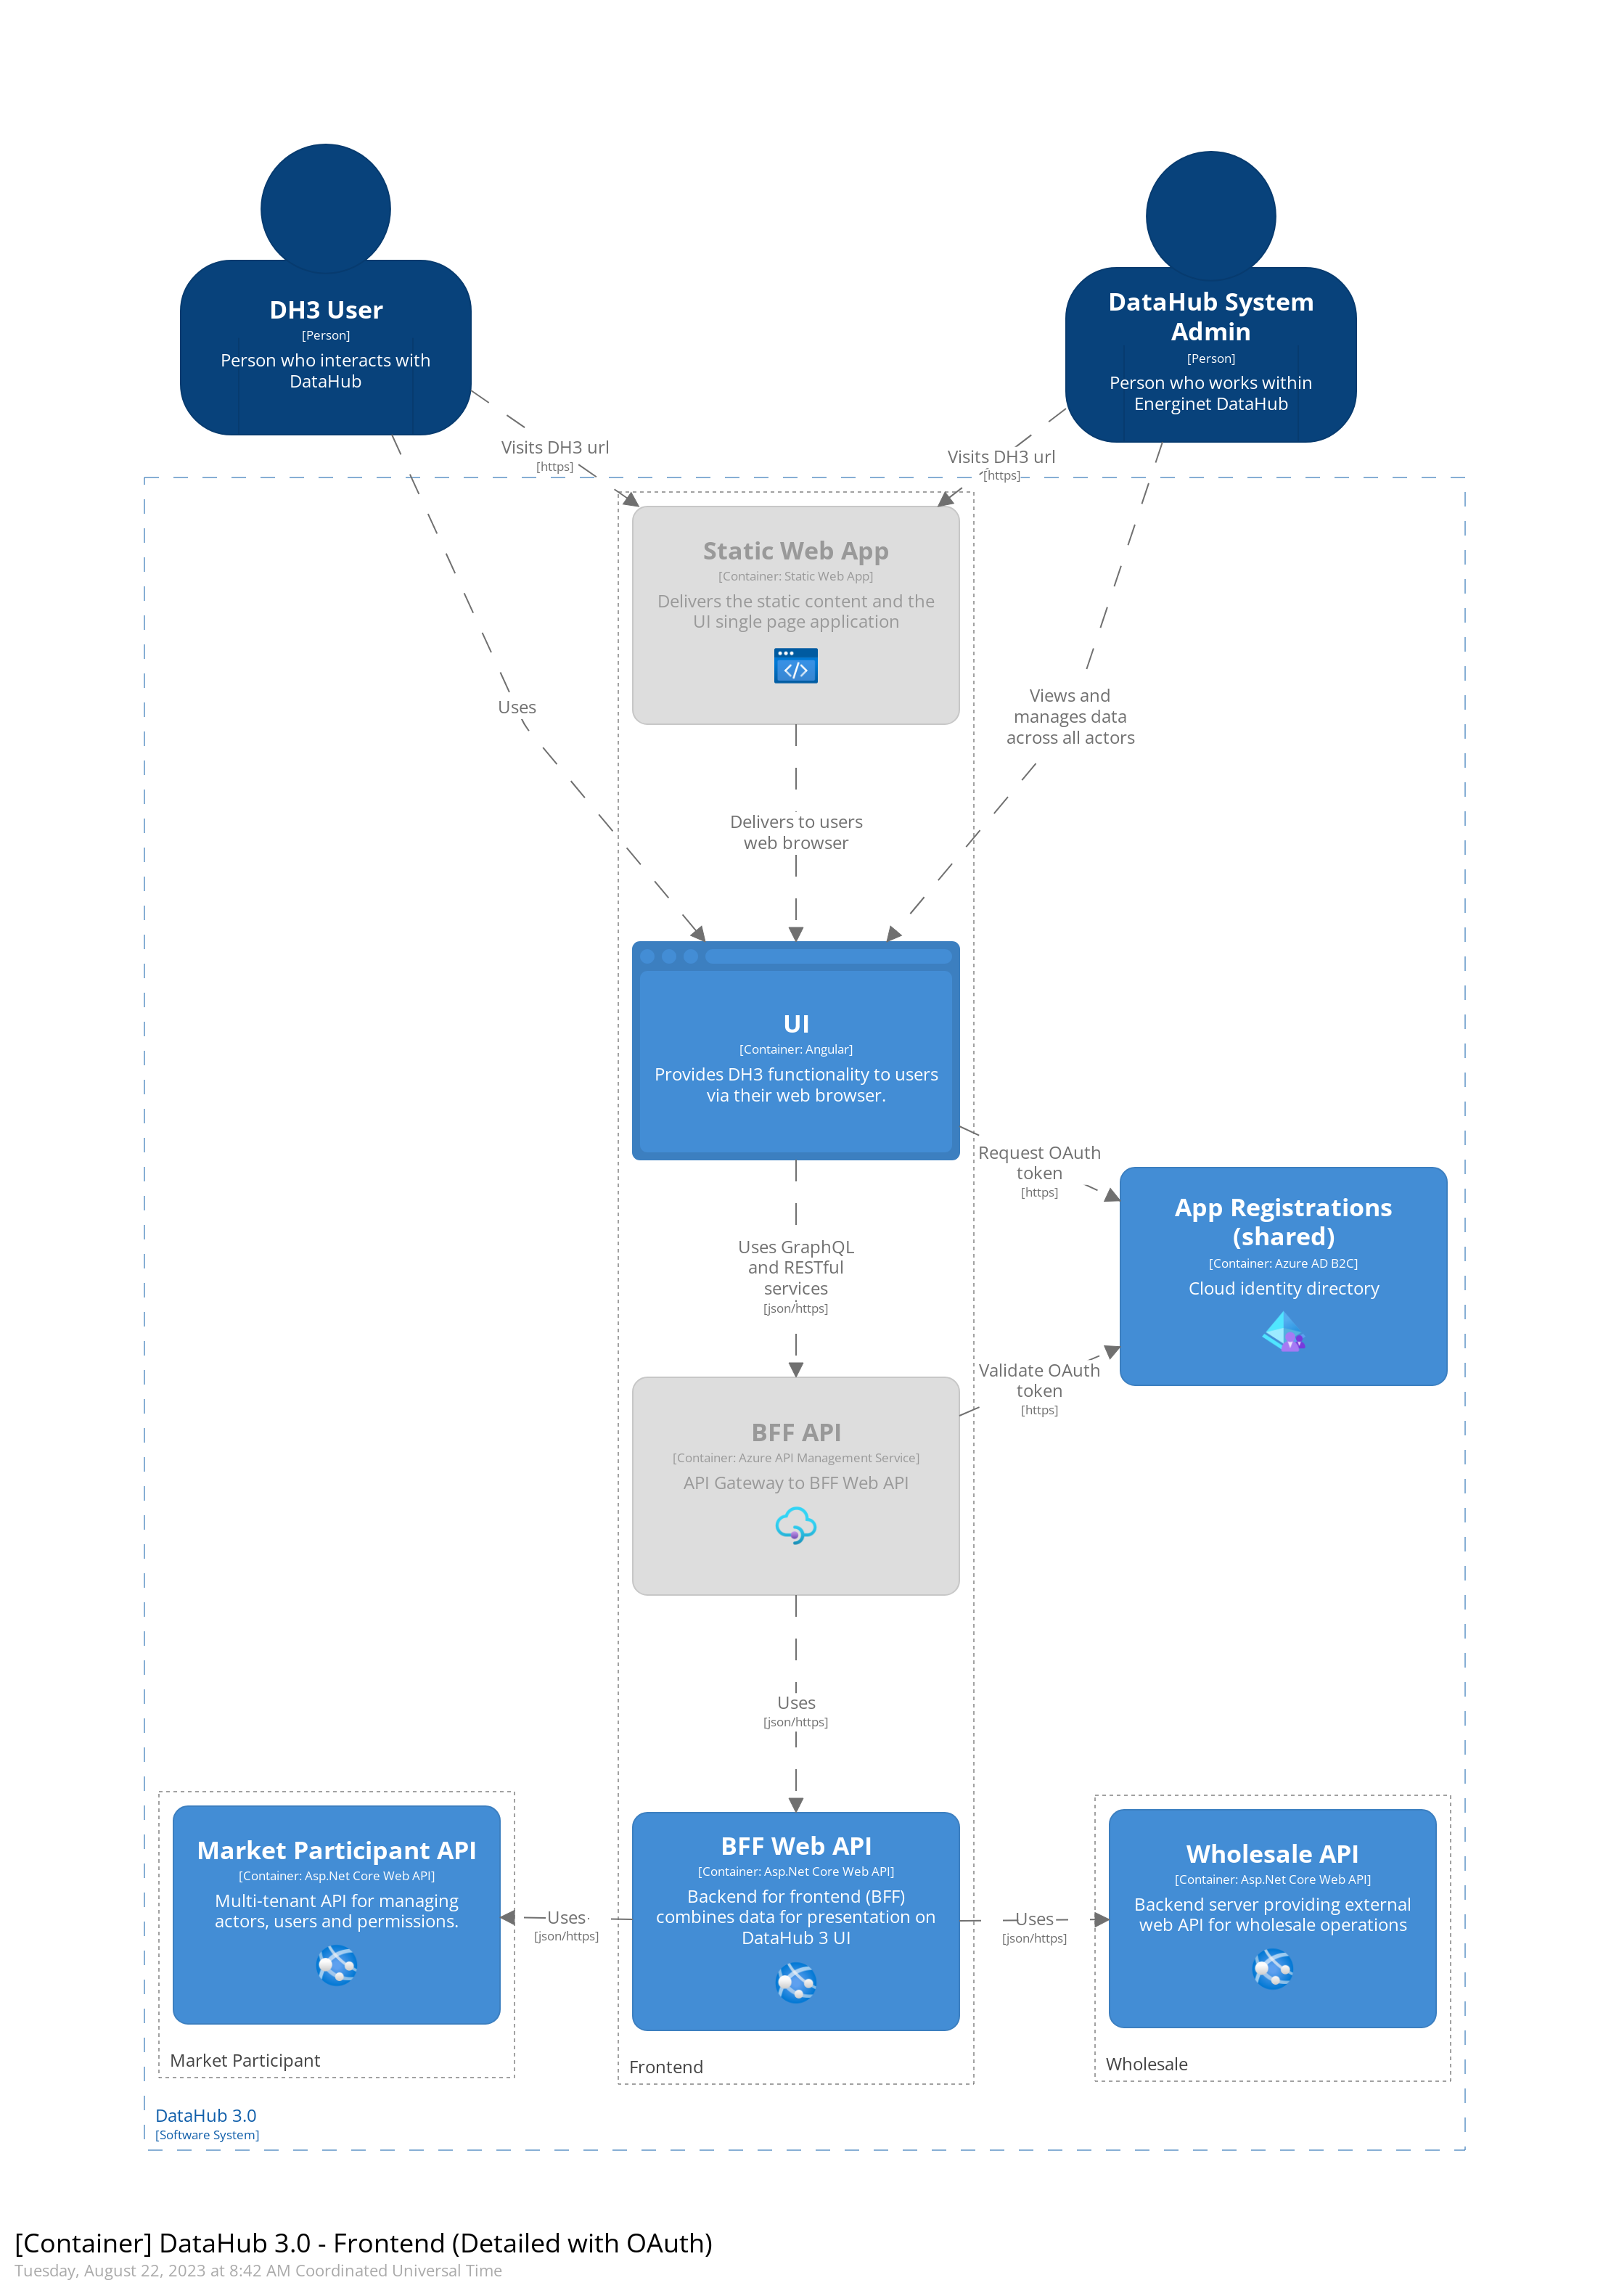 DH3 User
[Person]
Person who interacts with
DataHub
DataHub System
Admin
[Person]
Person who works within
Energinet DataHub
Visits DH3 url
[https]
Visits DH3 url
[https]
Static Web App
[Container: Static Web App]
Delivers the static content and the
UI single page application
Uses
Views and
manages data
across all actors
Delivers to users
web browser
UI
[Container: Angular]
Provides DH3 functionality to users
via their web browser.
Request OAuth
token
[https]
App Registrations
(shared)
[Container: Azure AD B2C]
Cloud identity directory
Uses GraphQL
and RESTful
services
[json/https]
Validate OAuth
token
[https]
BFF API
[Container: Azure API Management Service]
API Gateway to BFF Web API
Uses
[json/https]
Market Participant API
[Container: Asp.Net Core Web API]
Multi-tenant API for managing
actors, users and permissions.
Uses
[json/https]
BFF Web API
[Container: Asp.Net Core Web API]
Backend for frontend (BFF)
combines data for presentation on
DataHub 3 UI
Uses
[json/https]
Wholesale API
[Container: Asp.Net Core Web API]
Backend server providing external
web API for wholesale operations
Market Participant
Frontend
Wholesale
DataHub 3.0
[Software System]
[Container] DataHub 3.0 - Frontend (Detailed with OAuth)
Tuesday, August 22, 2023 at 8:42 AM Coordinated Universal Time